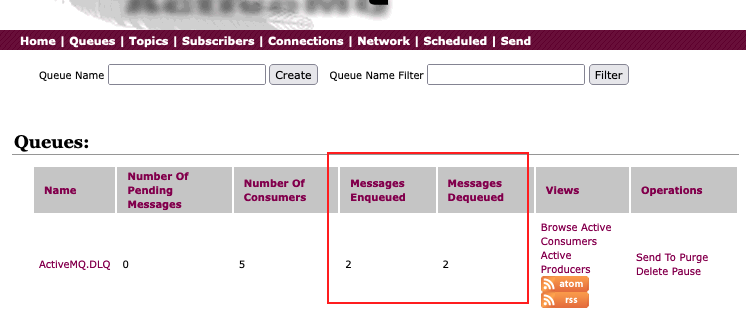 Home | Queues | Topics | Subscribers | Connections | Network | Scheduled | Send
Queue Name Create Queue Name Filter Filter
Queues:
Name
Number Of
Pending
Messages
Number Of
Consumers
Messages
Enqueued
Messages
Dequeued
Views
Operations
ActiveMQ.DLQ 0 5 2 2
Browse Active
Consumers
Active
Producers
atom
rss
Send To Purge
Delete Pause